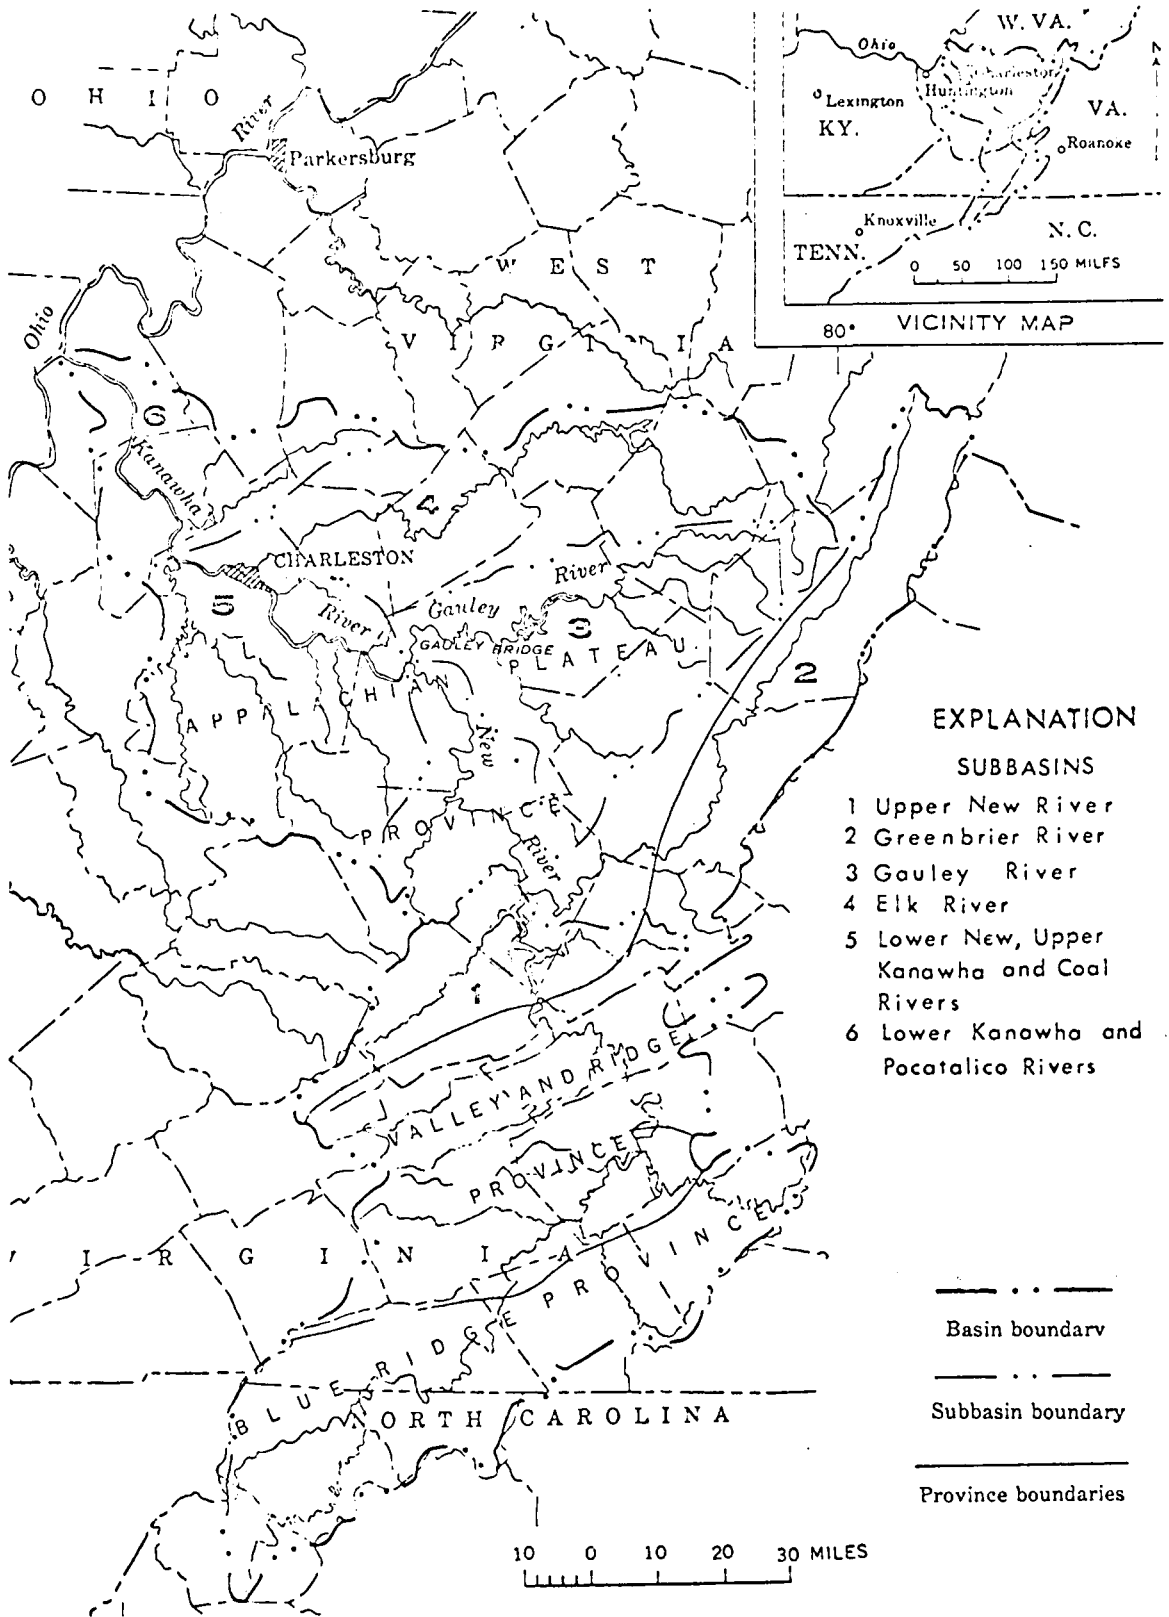 OHIO
River
Parkersburg
WEST
VIRGINIA
Ohio
6
Kanawha
4
CHARLESTON
5
River
Gauley
River
GAULEY BRIDGE
3
2
APPALACHIAN PLATEAU
New
PROVINCE
River
1
VALLEY AND RIDGE
PROVINCE
VIRGINIA
BLUE RIDGE PROVINCE
NORTH CAROLINA
W. VA.
Ohio
Charleston
Huntington
Lexington
KY.
VA.
Roanoke
Knoxville
N.C.
TENN.
0 50 100 150 MILES
80°
VICINITY MAP
EXPLANATION
SUBBASINS
1 Upper New River
2 Greenbrier River
3 Gauley River
4 Elk River
5 Lower New, Upper
Kanawha and Coal
Rivers
6 Lower Kanawha and
Pocatalico Rivers
Basin boundary
Subbasin boundary
Province boundaries
10 0 10 20 30 MILES